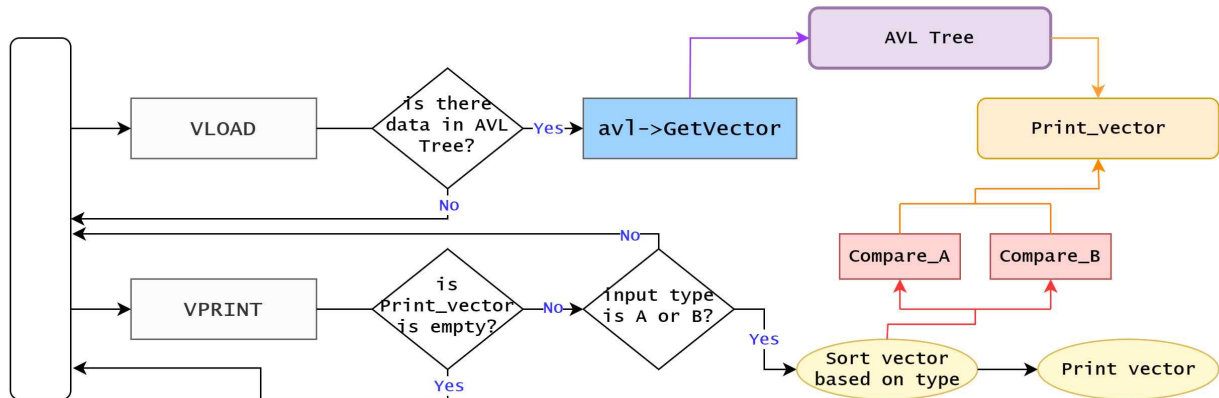 AVL Tree
VLOAD
is there
data in AVL
Tree?
Yes
avl->GetVector
Print_vector
No
No
Compare_A
Compare_B
VPRINT
is
Print_vector
is empty?
No
input type
is A or B?
Yes
Sort vector
based on type
Print vector
Yes